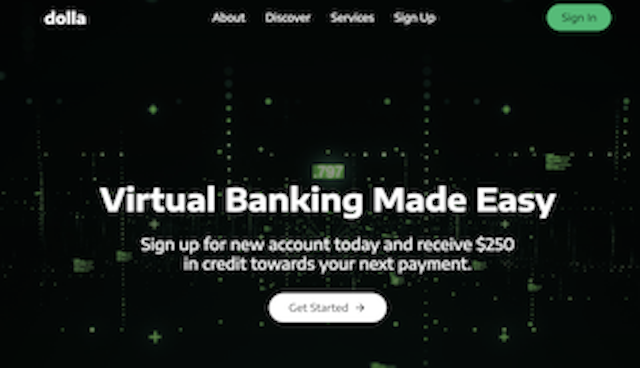 dolla
About
Discover
Services
Sign Up
Sign In
.797
Virtual Banking Made Easy
Sign up for new account today and receive $250
in credit towards your next payment.
Get Started →